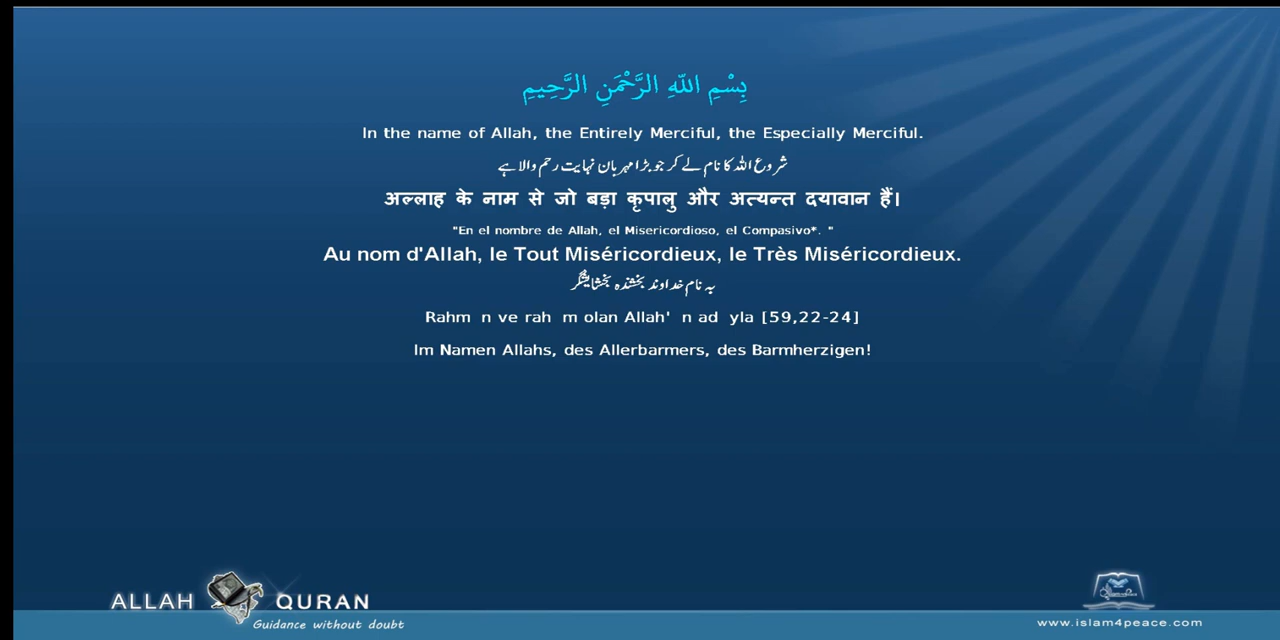 بِسْمِ اللَّهِ الرَّحْمَنِ الرَّحِيمِ
In the name of Allah, the Entirely Merciful, the Especially Merciful.
شروع اللہ کا نام لے کر جو بڑا مہربان نہایت رحم والا ہے
अल्लाह के नाम से जो बड़ा कृपालु और अत्यन्त दयावान हैं।
"En el nombre de Allah, el Misericordioso, el Compasivo*. "
Au nom d'Allah, le Tout Miséricordieux, le Très Miséricordieux.
به نام خداوند بخشنده بخشایشگر
Rahm n ve rah m olan Allah' n ad yla [59,22-24]
Im Namen Allahs, des Allerbarmers, des Barmherzigen!
ALLAH QURAN
Guidance without doubt
www.islam4peace.com